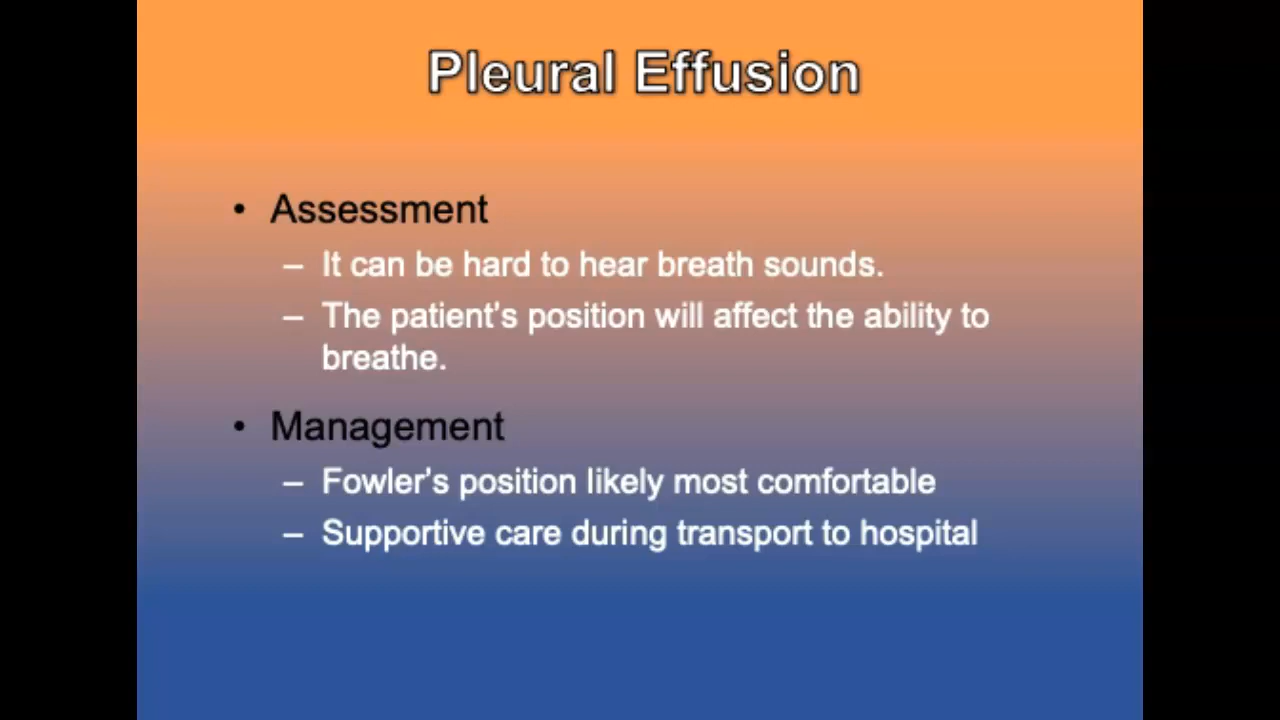 Pleural Effusion
• Assessment
– It can be hard to hear breath sounds.
– The patient’s position will affect the ability to
breathe.
• Management
– Fowler’s position likely most comfortable
– Supportive care during transport to hospital